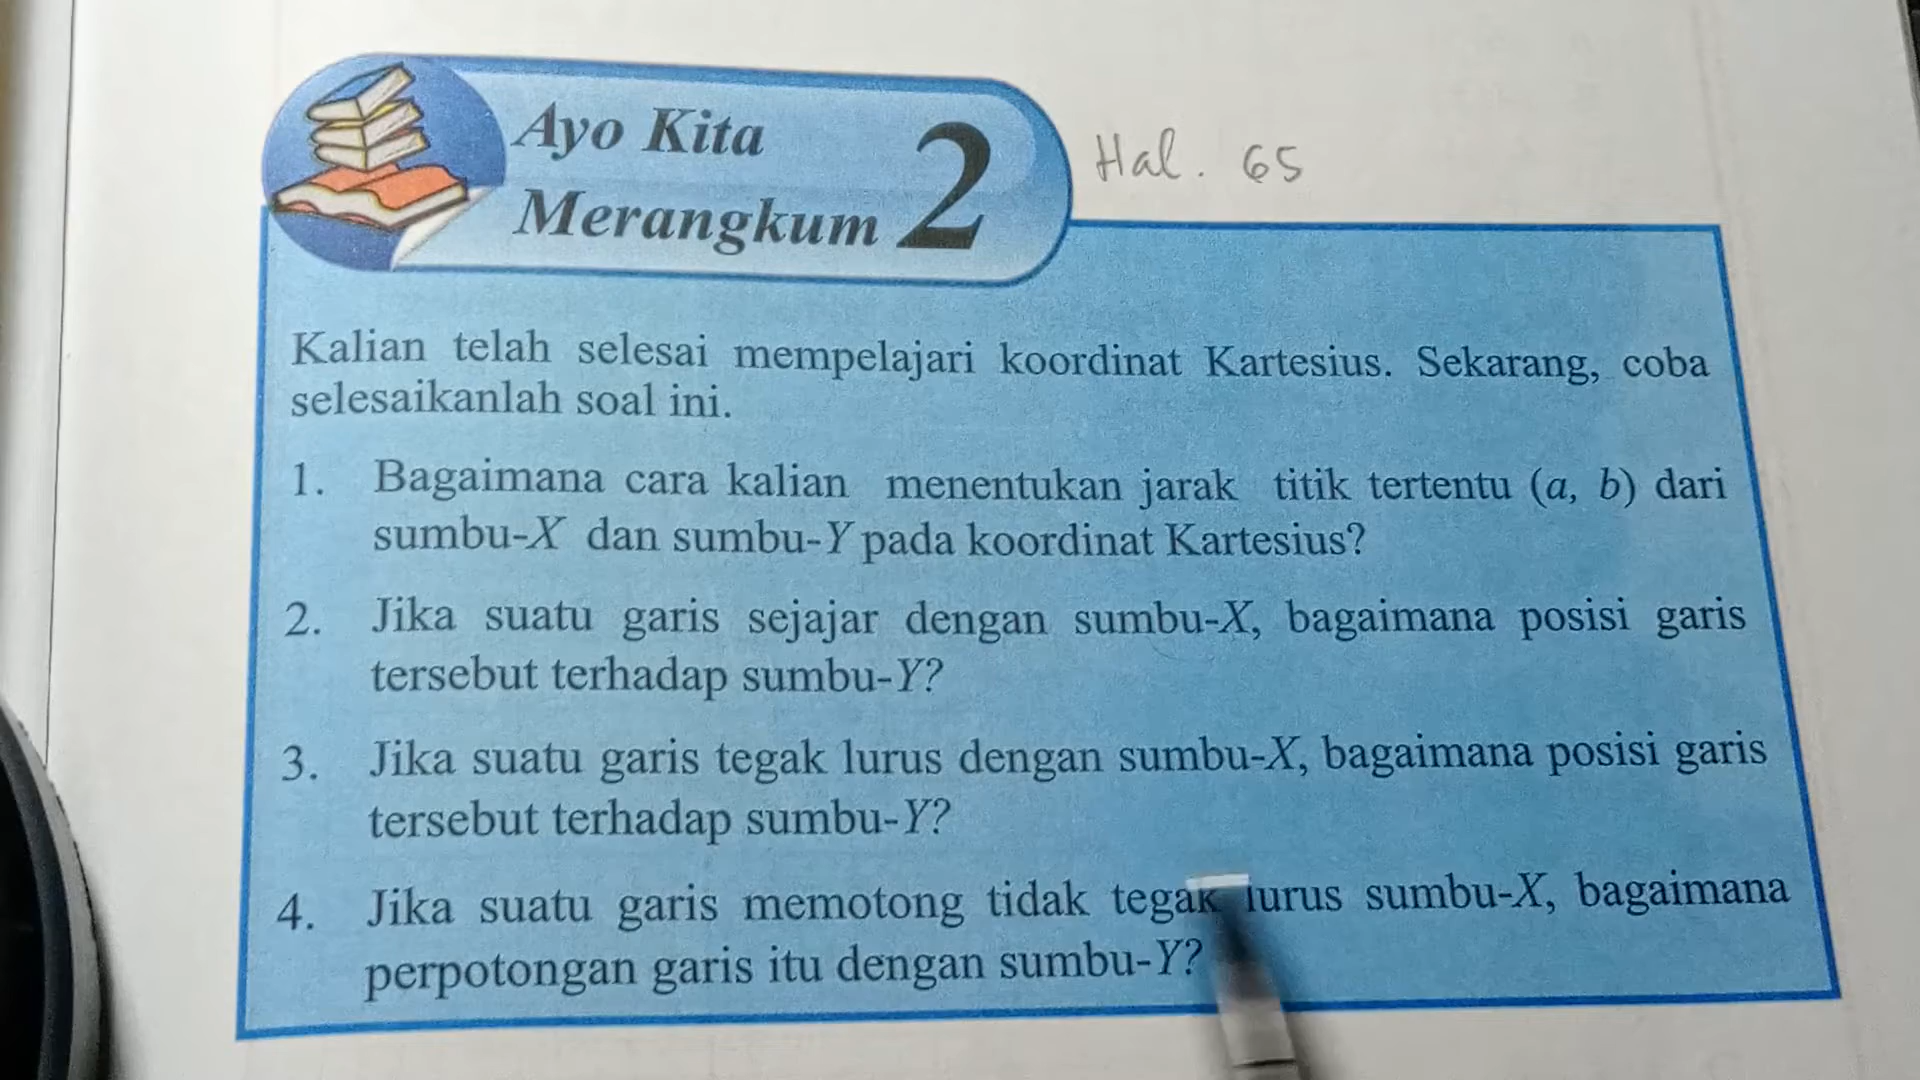 Ayo Kita
Merangkum 2
Hal. 65
Kalian telah selesai mempelajari koordinat Kartesius. Sekarang, coba
selesaikanlah soal ini.
1. Bagaimana cara kalian menentukan jarak titik tertentu (a, b) dari
sumbu-X dan sumbu-Y pada koordinat Kartesius?
2. Jika suatu garis sejajar dengan sumbu-X, bagaimana posisi garis
tersebut terhadap sumbu-Y?
3. Jika suatu garis tegak lurus dengan sumbu-X, bagaimana posisi garis
tersebut terhadap sumbu-Y?
4. Jika suatu garis memotong tidak tegak lurus sumbu-X, bagaimana
perpotongan garis itu dengan sumbu-Y?